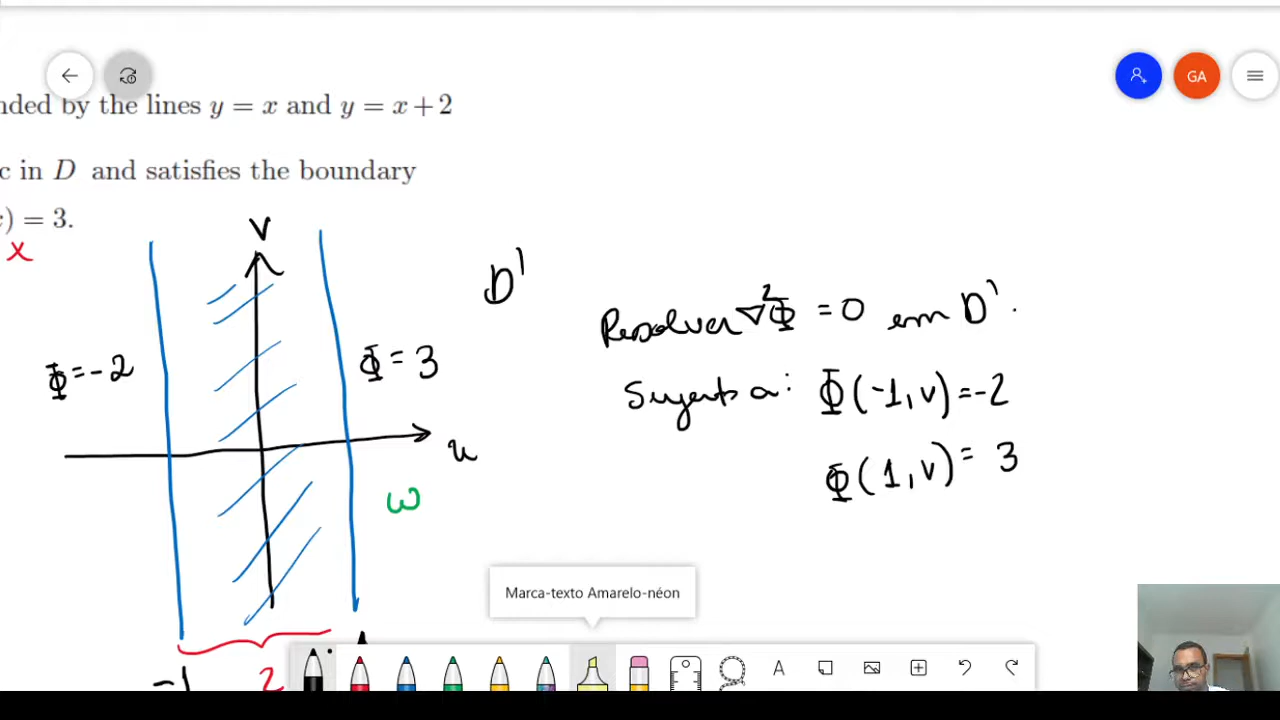 GA
nded by the lines y = x and y = x + 2
c in D and satisfies the boundary
c) = 3.
x
v
D'
Resolver ∇²Φ = 0 em D'.
Φ = -2
Φ = 3
Sujeito a: Φ(-1, v) = -2
u
Φ(1, v) = 3
ω
Marca-texto Amarelo-néon
-1
2
A